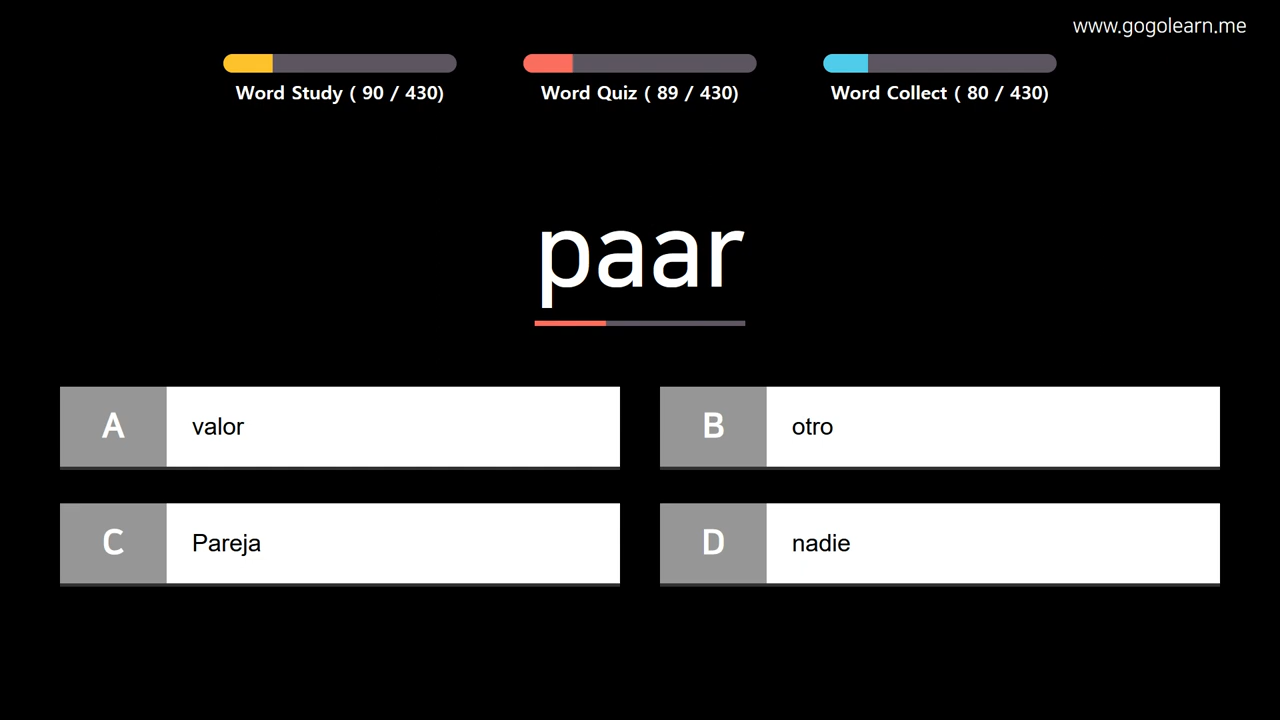 www.gogolearn.me
Word Study ( 90 / 430)
Word Quiz ( 89 / 430)
Word Collect ( 80 / 430)
paar
A valor
B otro
C Pareja
D nadie